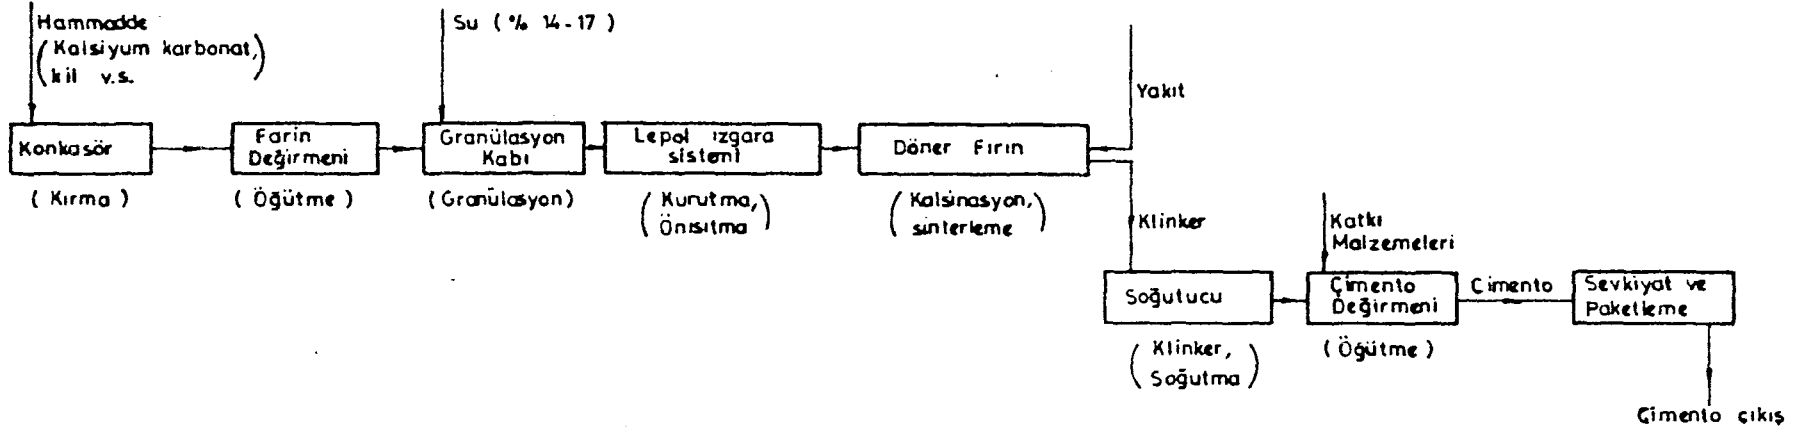 Hammadde
(Kalsiyum karbonat,
kil v.s.)
Su ( % 14-17 )
Yakıt
Konkasör
( Kırma )
Farin
Değirmeni
( Öğütme )
Granülasyon
Kabı
(Granülasyon)
Lepol ızgara
sistemi
(Kurutma,
Önısıtma)
Döner Fırın
(Kalsinasyon,
sinterleme)
Klinker
Soğutucu
(Klinker,
Soğutma)
Katkı
Malzemeleri
Çimento
Değirmeni
( Öğütme )
Çimento
Sevkiyat ve
Paketleme
Çimento çıkış